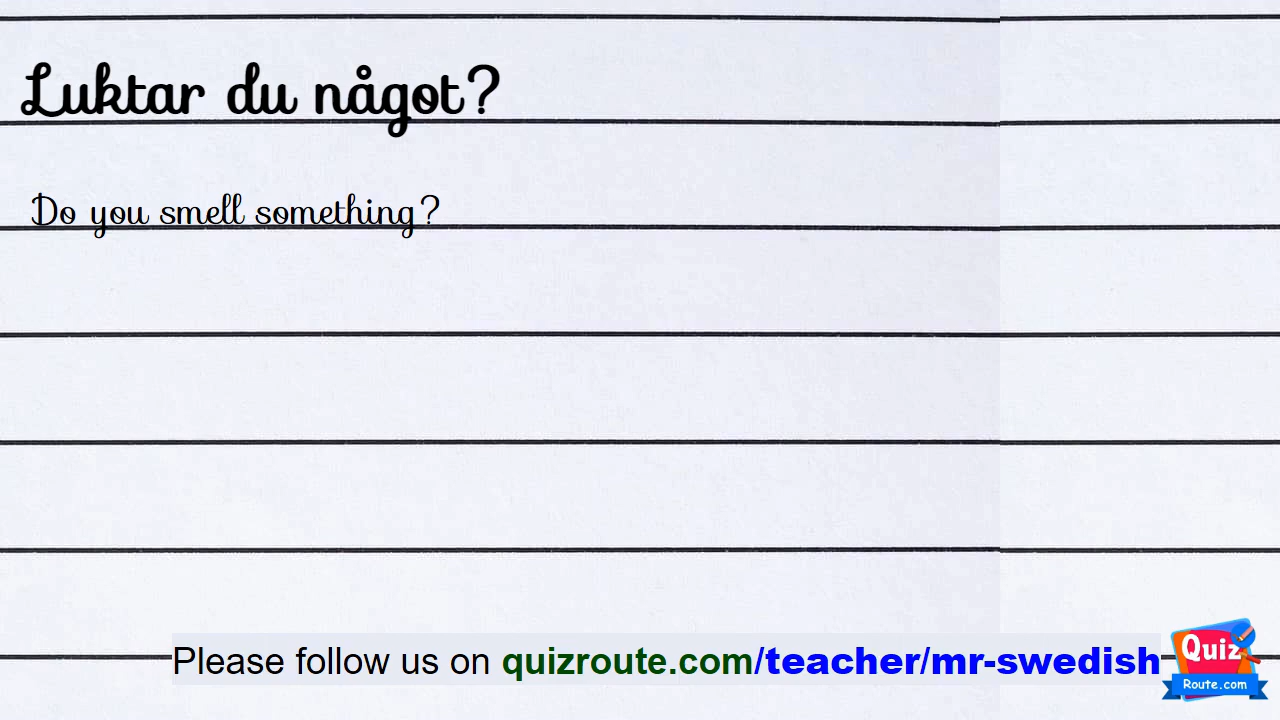 Luktar du något?
Do you smell something?
Please follow us on quizroute.com/teacher/mr-swedish
Quiz
Route.com